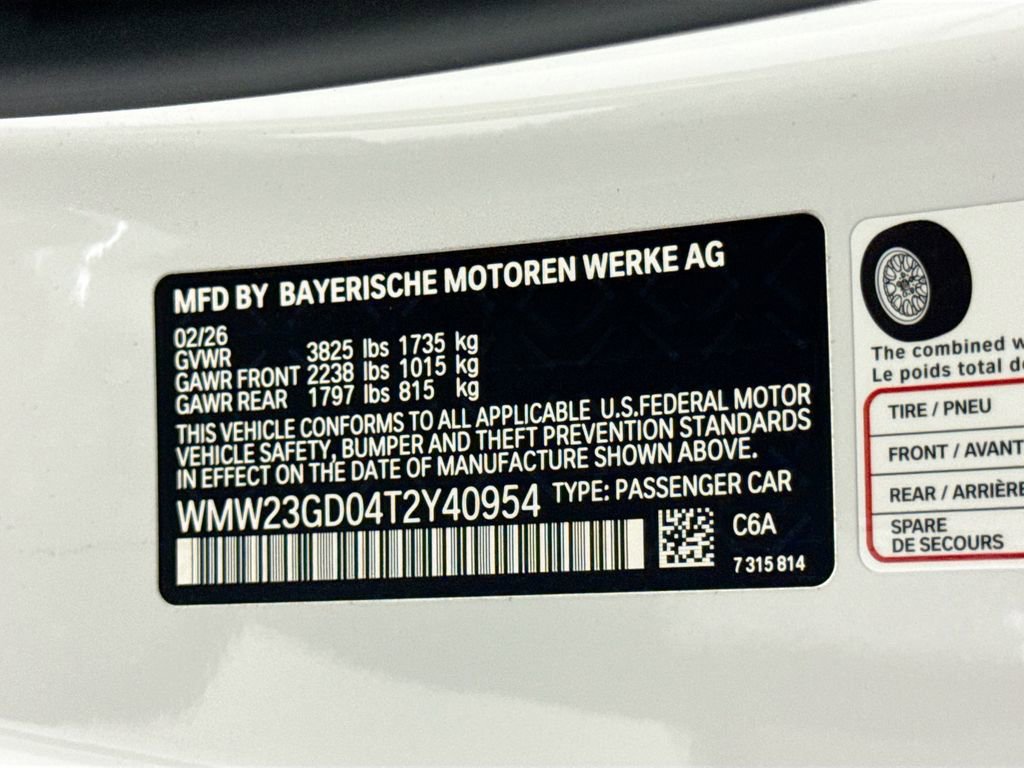 MFD BY BAYERISCHE MOTOREN WERKE AG
02/26
GVWR 3825 lbs 1735 kg
GAWR FRONT 2238 lbs 1015 kg
GAWR REAR 1797 lbs 815 kg
THIS VEHICLE CONFORMS TO ALL APPLICABLE U.S.FEDERAL MOTOR
VEHICLE SAFETY, BUMPER AND THEFT PREVENTION STANDARDS
IN EFFECT ON THE DATE OF MANUFACTURE SHOWN ABOVE.
WMW23GD04T2Y40954 TYPE: PASSENGER CAR
C6A
7 315 814
The combined
Le poids total
TIRE / PNEU
FRONT / AVANT
REAR / ARRIÈRE
SPARE
DE SECOURS